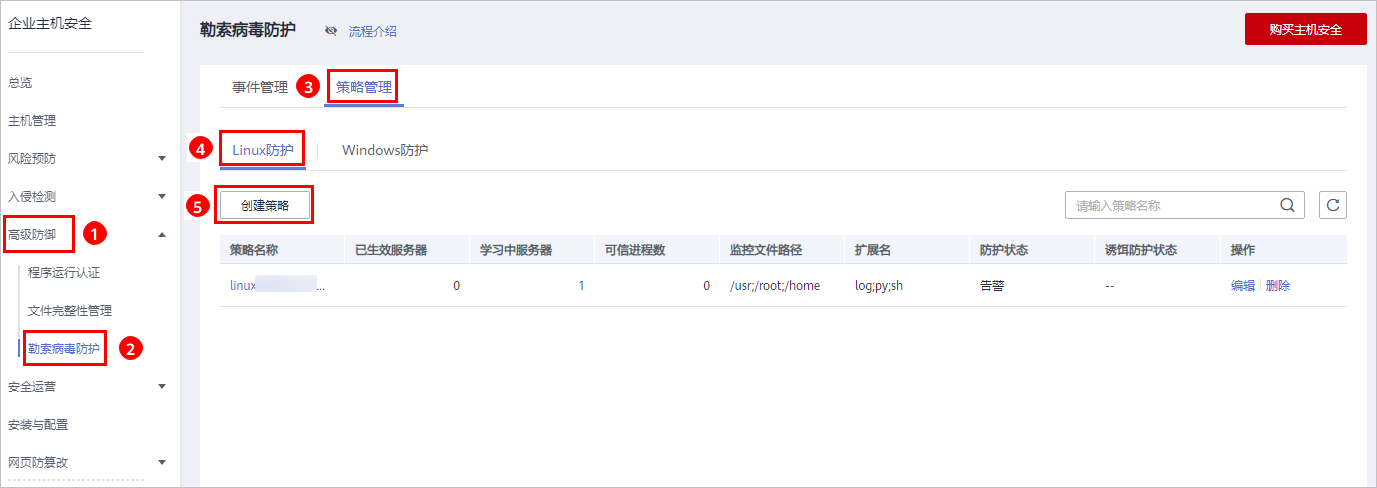 企业主机安全
总览
主机管理
风险预防
入侵检测
高级防御
1
程序运行认证
文件完整性管理
勒索病毒防护
2
安全运营
安装与配置
网页防篡改
勒索病毒防护 流程介绍
购买主机安全
事件管理 3 策略管理
4 Linux防护 Windows防护
5 创建策略 请输入策略名称
策略名称 已生效服务器 学习中服务器 可信进程数 监控文件路径 扩展名 防护状态 诱饵防护状态 操作
linux ... 0 1 0 /usr;/root;/home log;py;sh 告警 -- 编辑 删除